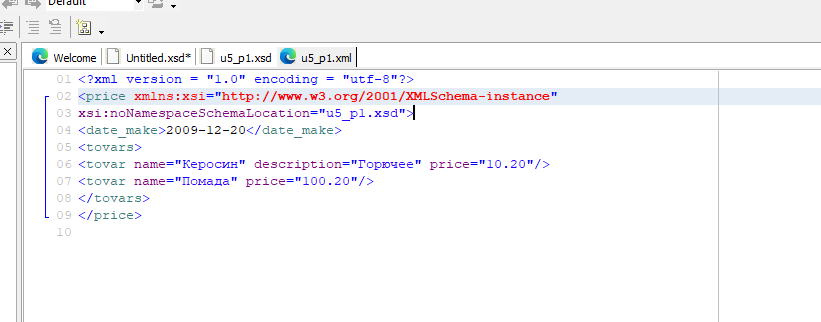 Default
Welcome Untitled.xsd* u5_p1.xsd u5_p1.xml
01 <?xml version = "1.0" encoding = "utf-8"?>
02 <price xmlns:xsi="http://www.w3.org/2001/XMLSchema-instance"
03 xsi:noNamespaceSchemaLocation="u5_p1.xsd">
04 <date_make>2009-12-20</date_make>
05 <tovars>
06 <tovar name="Керосин" description="Горючее" price="10.20"/>
07 <tovar name="Помада" price="100.20"/>
08 </tovars>
09 </price>
10